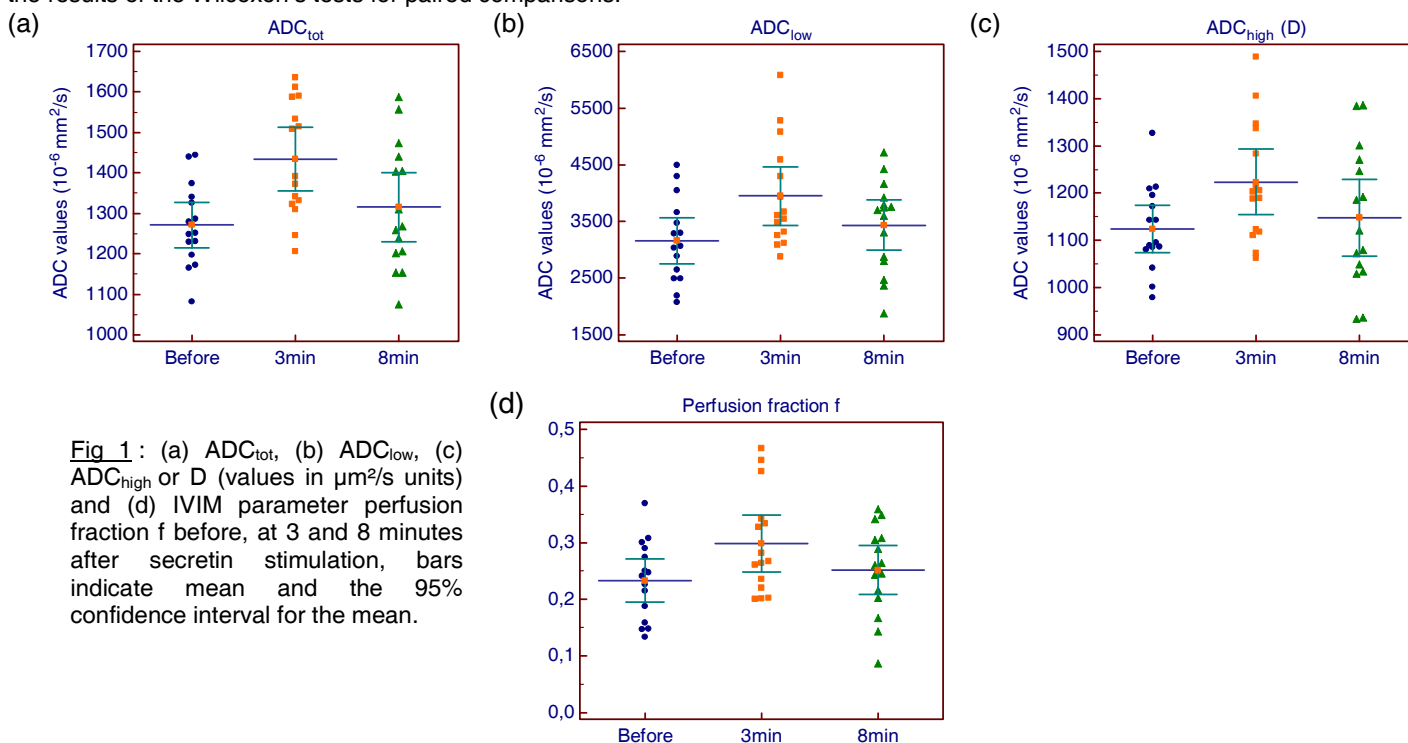 the results of the Wilcoxon's tests for paired comparisons.
(a)
ADCtot
ADC values (10-6 mm2/s)
1700
1600
1500
1400
1300
1200
1100
1000
Before 3min 8min
(b)
ADClow
6500
5500
4500
3500
2500
1500
Before 3min 8min
(c)
ADChigh (D)
ADC values (10-6 mm2/s)
1500
1400
1300
1200
1100
1000
900
Before 3min 8min
(d)
Perfusion fraction f
0,5
0,4
0,3
0,2
0,1
0,0
Before 3min 8min
Fig 1 : (a) ADCtot, (b) ADClow, (c)
ADChigh or D (values in µm²/s units)
and (d) IVIM parameter perfusion
fraction f before, at 3 and 8 minutes
after secretin stimulation, bars
indicate mean and the 95%
confidence interval for the mean.